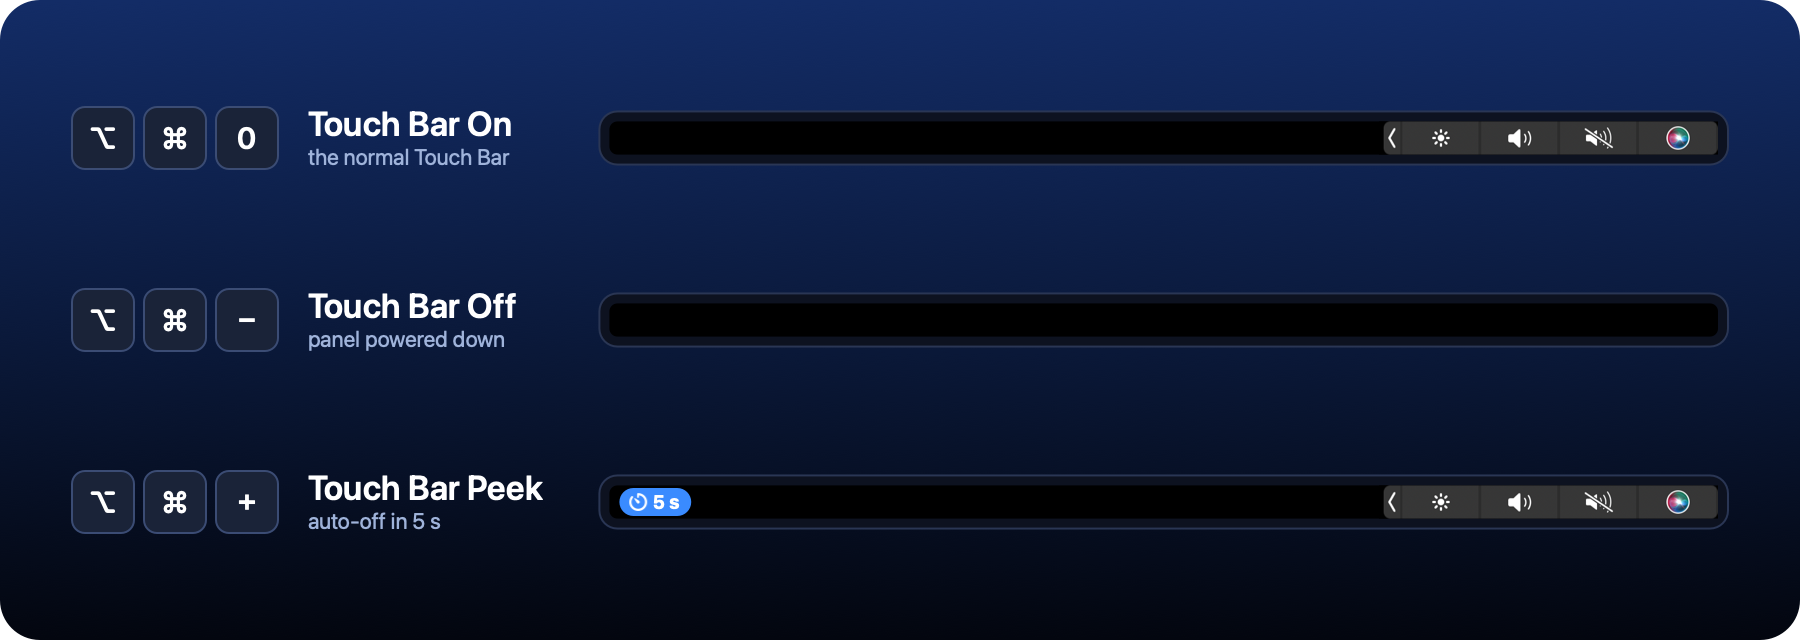 ⌥ ⌘ 0
Touch Bar On
the normal Touch Bar
⌥ ⌘ −
Touch Bar Off
panel powered down
⌥ ⌘ +
Touch Bar Peek
auto-off in 5 s
5 s